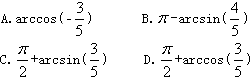 A.arccos(-3/5) B.π-arcsin(4/5)
C.π/2+arcsin(3/5) D.π/2+arccos(3/5)